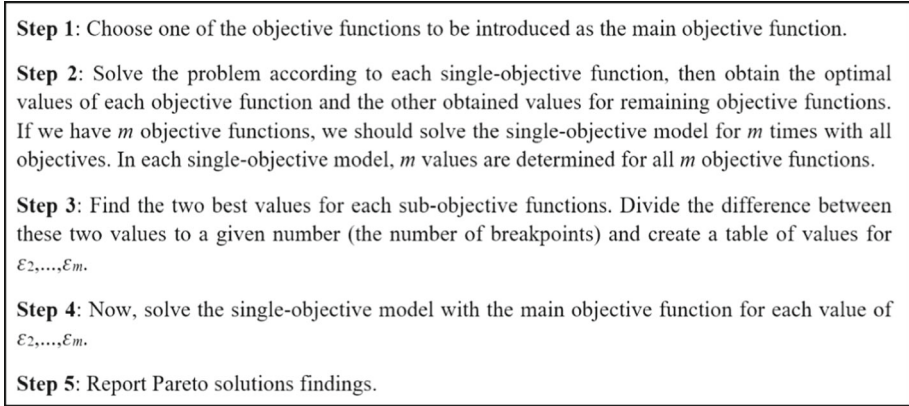 Step 1: Choose one of the objective functions to be introduced as the main objective function.
Step 2: Solve the problem according to each single-objective function, then obtain the optimal
values of each objective function and the other obtained values for remaining objective functions.
If we have m objective functions, we should solve the single-objective model for m times with all
objectives. In each single-objective model, m values are determined for all m objective functions.
Step 3: Find the two best values for each sub-objective functions. Divide the difference between
these two values to a given number (the number of breakpoints) and create a table of values for
ε2,...,εm.
Step 4: Now, solve the single-objective model with the main objective function for each value of
ε2,...,εm.
Step 5: Report Pareto solutions findings.